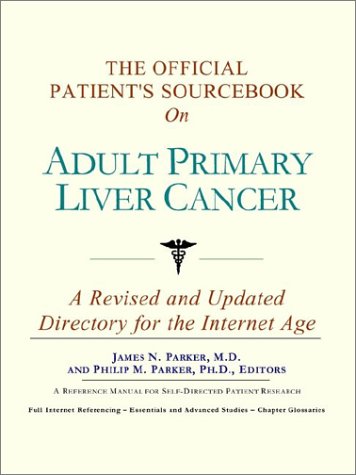 THE OFFICIAL
PATIENT'S SOURCEBOOK
On
ADULT PRIMARY
LIVER CANCER
A Revised and Updated
Directory for the Internet Age
JAMES N. PARKER, M.D.
AND PHILIP M. PARKER, PH.D., EDITORS
A REFERENCE MANUAL FOR SELF-DIRECTED PATIENT RESEARCH
Full Internet Referencing – Essentials and Advanced Studies – Chapter Glossaries